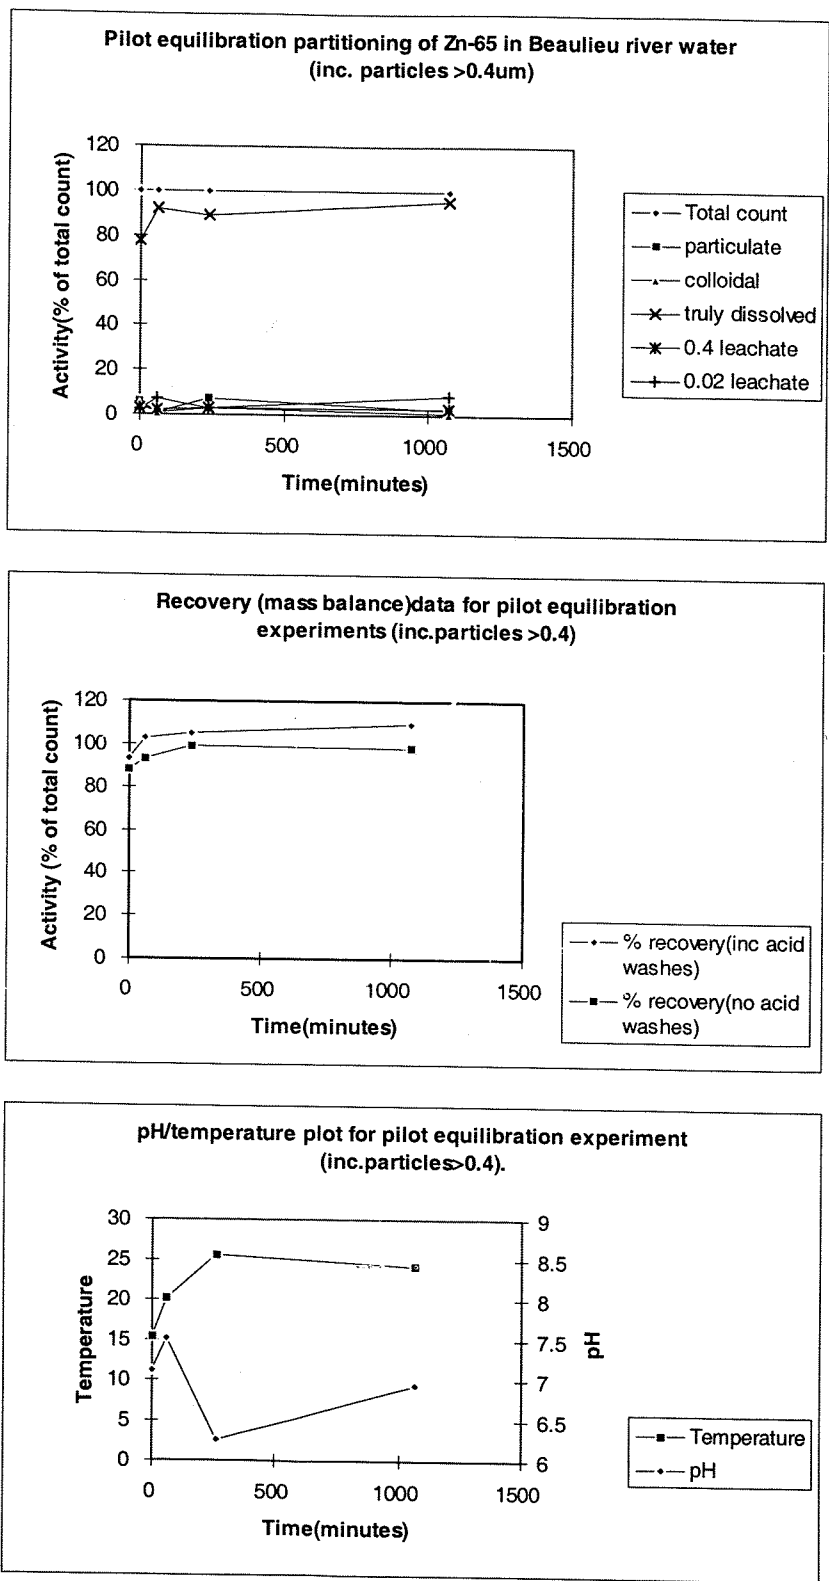 Pilot equilibration partitioning of Zn-65 in Beaulieu river water
(inc. particles >0.4um)
120
100
80
60
40
20
0
Activity(% of total count)
0
500
1000
1500
Time(minutes)
Total count
particulate
colloidal
truly dissolved
0.4 leachate
0.02 leachate
Recovery (mass balance)data for pilot equilibration
experiments (inc.particles >0.4)
120
100
80
60
40
20
0
Activity (% of total count)
0
500
1000
1500
Time(minutes)
% recovery(inc acid
washes)
% recovery(no acid
washes)
pH/temperature plot for pilot equilibration experiment
(inc.particles>0.4).
30
25
20
15
10
5
0
Temperature
9
8.5
8
7.5
7
6.5
6
pH
0
500
1000
1500
Time(minutes)
Temperature
pH